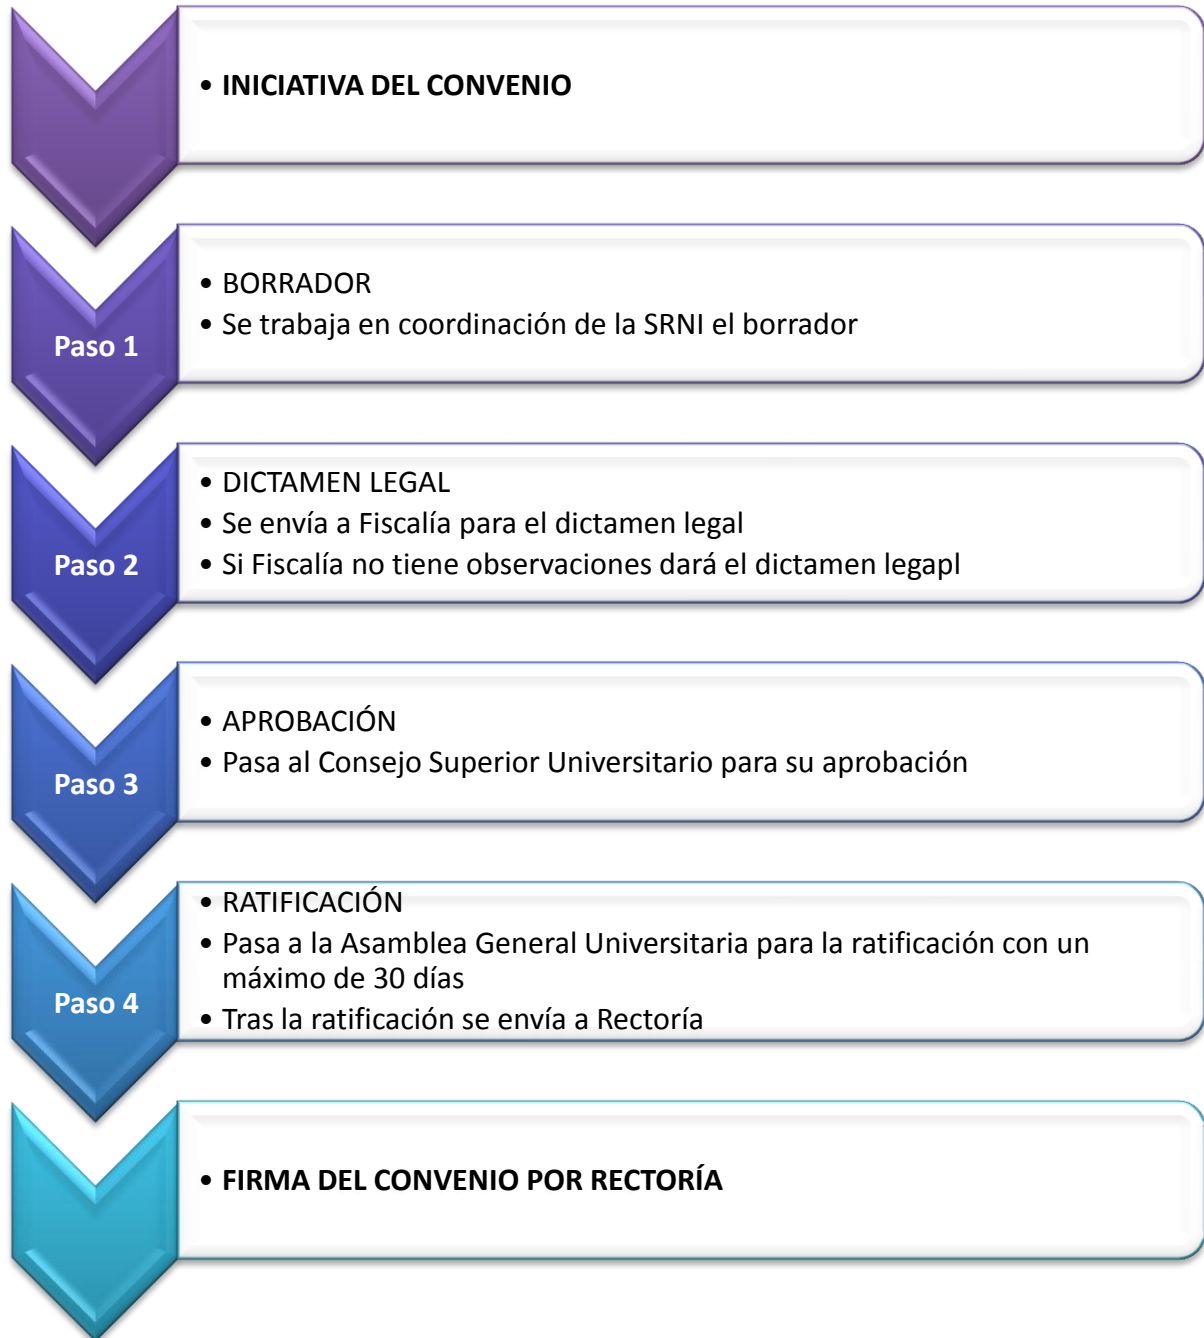 • INICIATIVA DEL CONVENIO
Paso 1
• BORRADOR
• Se trabaja en coordinación de la SRNI el borrador
Paso 2
• DICTAMEN LEGAL
• Se envía a Fiscalía para el dictamen legal
• Si Fiscalía no tiene observaciones dará el dictamen legapl
Paso 3
• APROBACIÓN
• Pasa al Consejo Superior Universitario para su aprobación
Paso 4
• RATIFICACIÓN
• Pasa a la Asamblea General Universitaria para la ratificación con un
máximo de 30 días
• Tras la ratificación se envía a Rectoría
• FIRMA DEL CONVENIO POR RECTORÍA